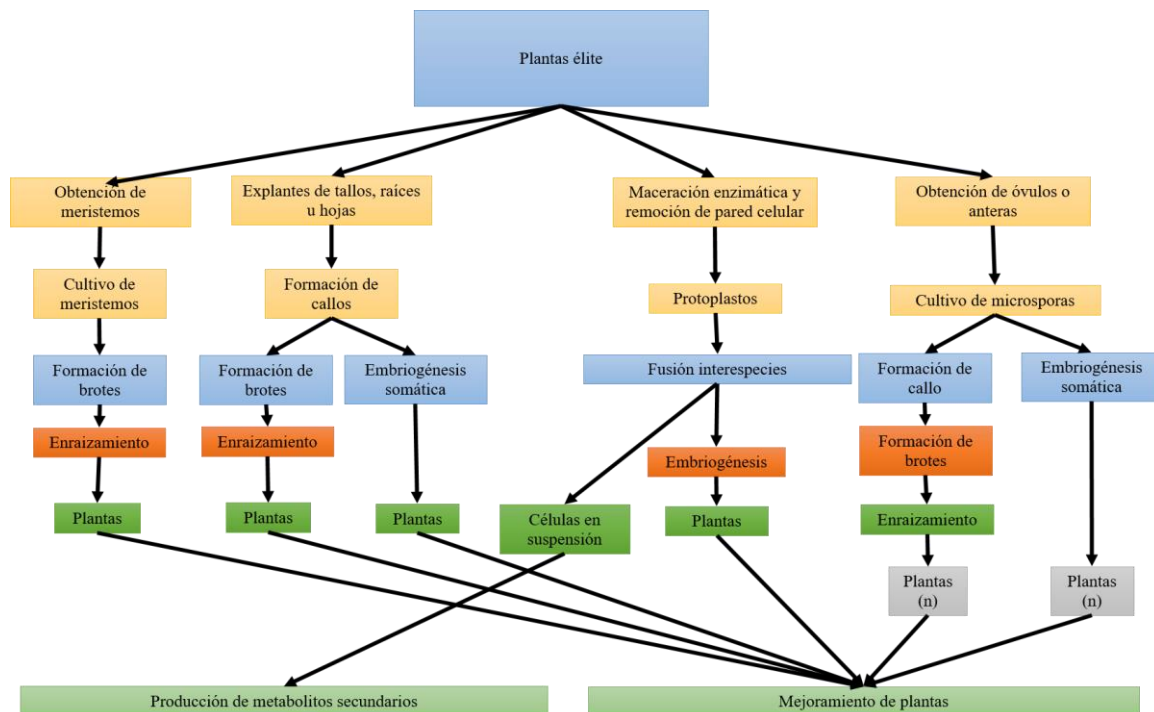 Plantas élite
Obtención de
meristemos
Explantes de tallos, raíces
u hojas
Maceración enzimática y
remoción de pared celular
Obtención de óvulos o
anteras
Cultivo de
meristemos
Formación de
callos
Protoplastos
Cultivo de microsporas
Formación de
brotes
Formación de
brotes
Embriogénesis
somática
Fusión interespecies
Formación de
callo
Embriogénesis
somática
Enraizamiento
Enraizamiento
Embriogénesis
Formación de
brotes
Plantas
Plantas
Plantas
Células en
suspensión
Plantas
Enraizamiento
Plantas
(n)
Plantas
(n)
Producción de metabolitos secundarios
Mejoramiento de plantas